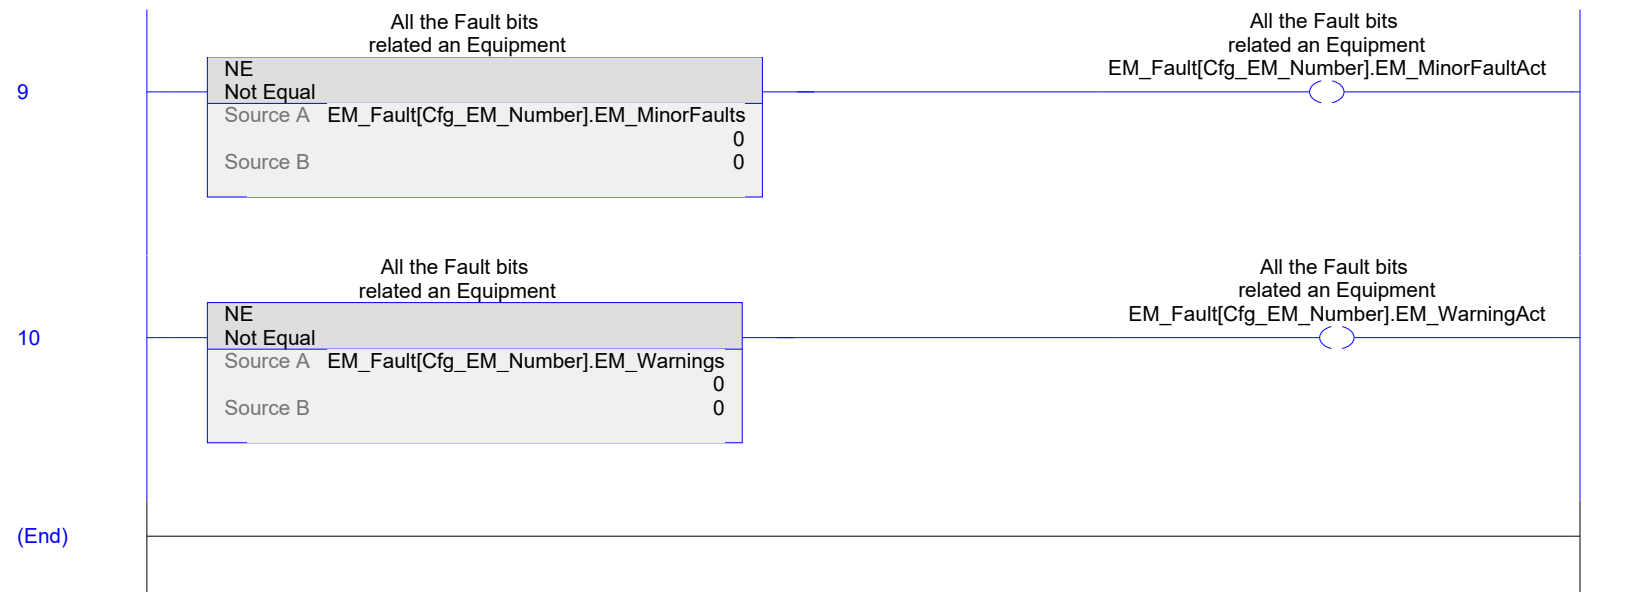 All the Fault bits
related an Equipment
NE
Not Equal
Source A EM_Fault[Cfg_EM_Number].EM_MinorFaults
0
Source B 0
All the Fault bits
related an Equipment
EM_Fault[Cfg_EM_Number].EM_MinorFaultAct
9
All the Fault bits
related an Equipment
NE
Not Equal
Source A EM_Fault[Cfg_EM_Number].EM_Warnings
0
Source B 0
All the Fault bits
related an Equipment
EM_Fault[Cfg_EM_Number].EM_WarningAct
10
(End)